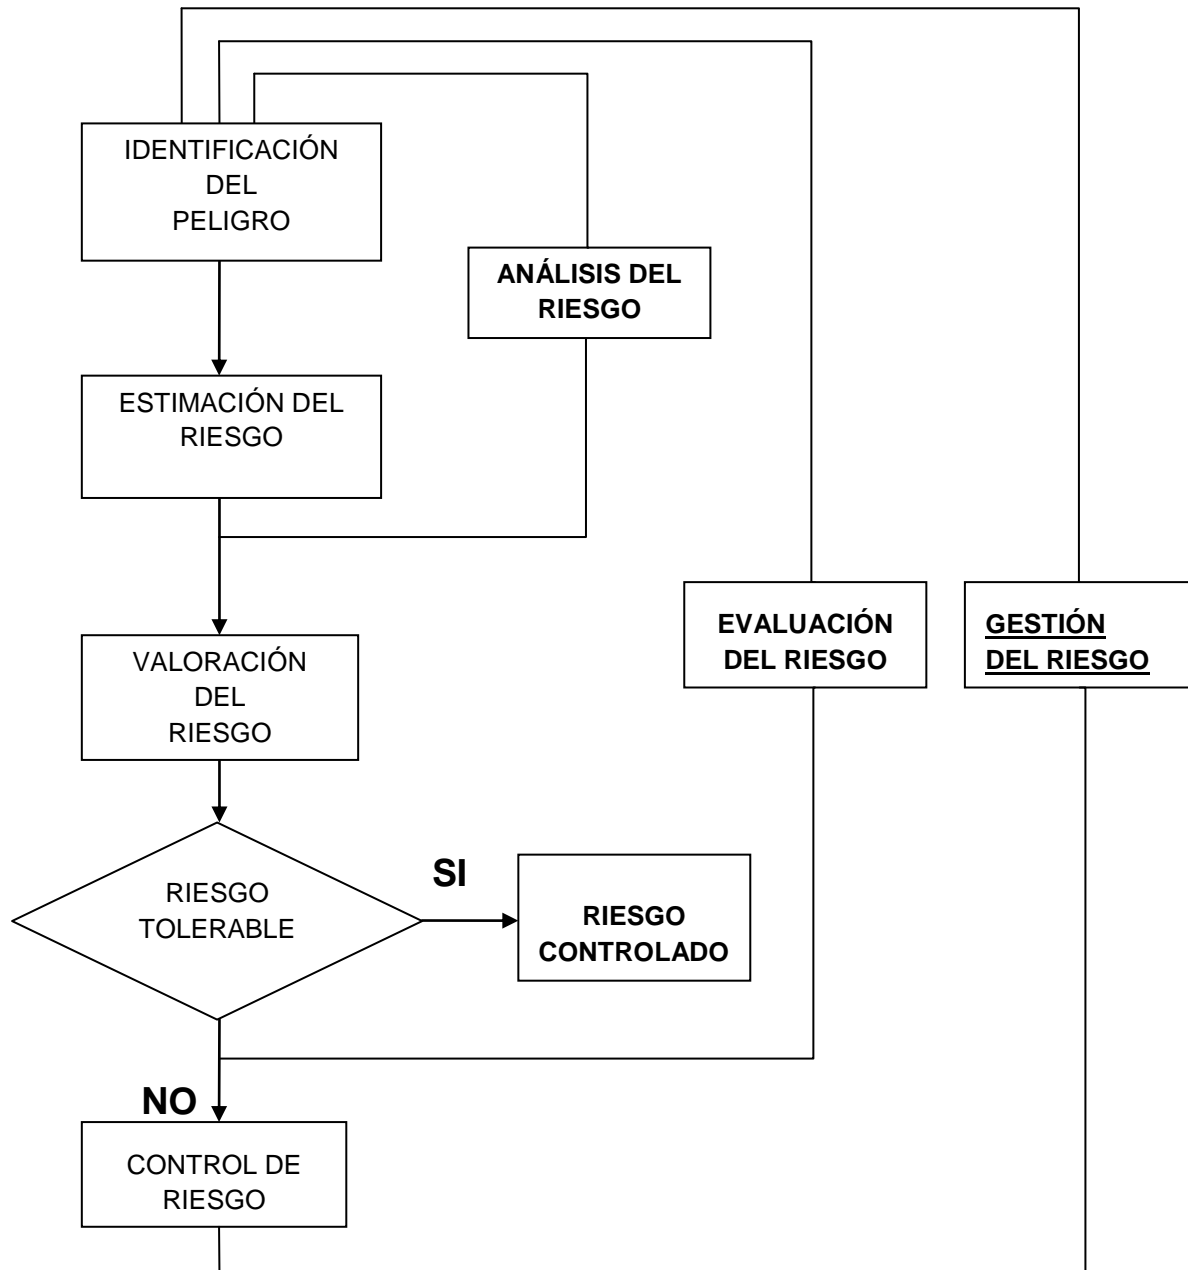 IDENTIFICACIÓN
DEL
PELIGRO
ANÁLISIS DEL
RIESGO
ESTIMACIÓN DEL
RIESGO
EVALUACIÓN
DEL RIESGO
GESTIÓN
DEL RIESGO
VALORACIÓN
DEL
RIESGO
SI
RIESGO
TOLERABLE
RIESGO
CONTROLADO
NO
CONTROL DE
RIESGO